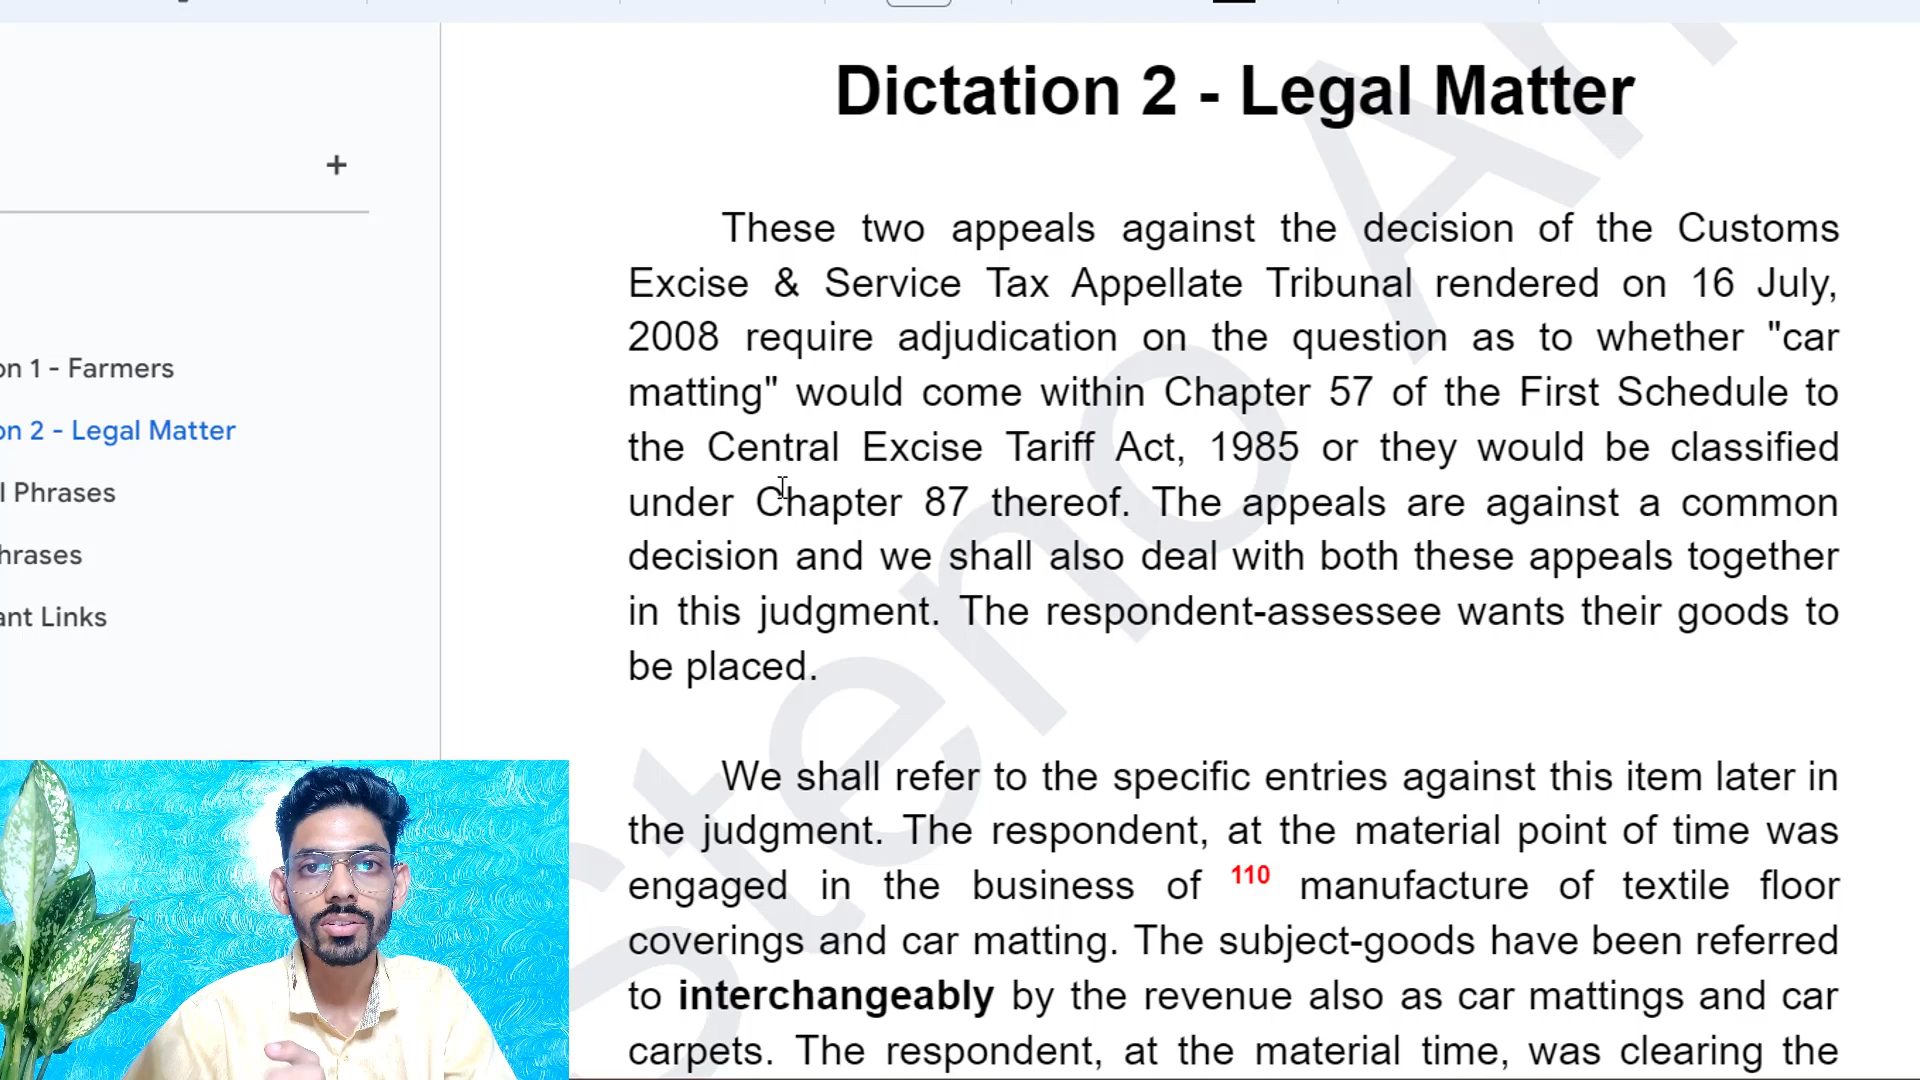 Dictation 2 - Legal Matter
+
on 1 - Farmers
on 2 - Legal Matter
l Phrases
hrases
ant Links
These two appeals against the decision of the Customs
Excise & Service Tax Appellate Tribunal rendered on 16 July,
2008 require adjudication on the question as to whether "car
matting" would come within Chapter 57 of the First Schedule to
the Central Excise Tariff Act, 1985 or they would be classified
under Chapter 87 thereof. The appeals are against a common
decision and we shall also deal with both these appeals together
in this judgment. The respondent-assessee wants their goods to
be placed.
We shall refer to the specific entries against this item later in
the judgment. The respondent, at the material point of time was
engaged in the business of 110 manufacture of textile floor
coverings and car matting. The subject-goods have been referred
to interchangeably by the revenue also as car mattings and car
carpets. The respondent, at the material time, was clearing the
Steno